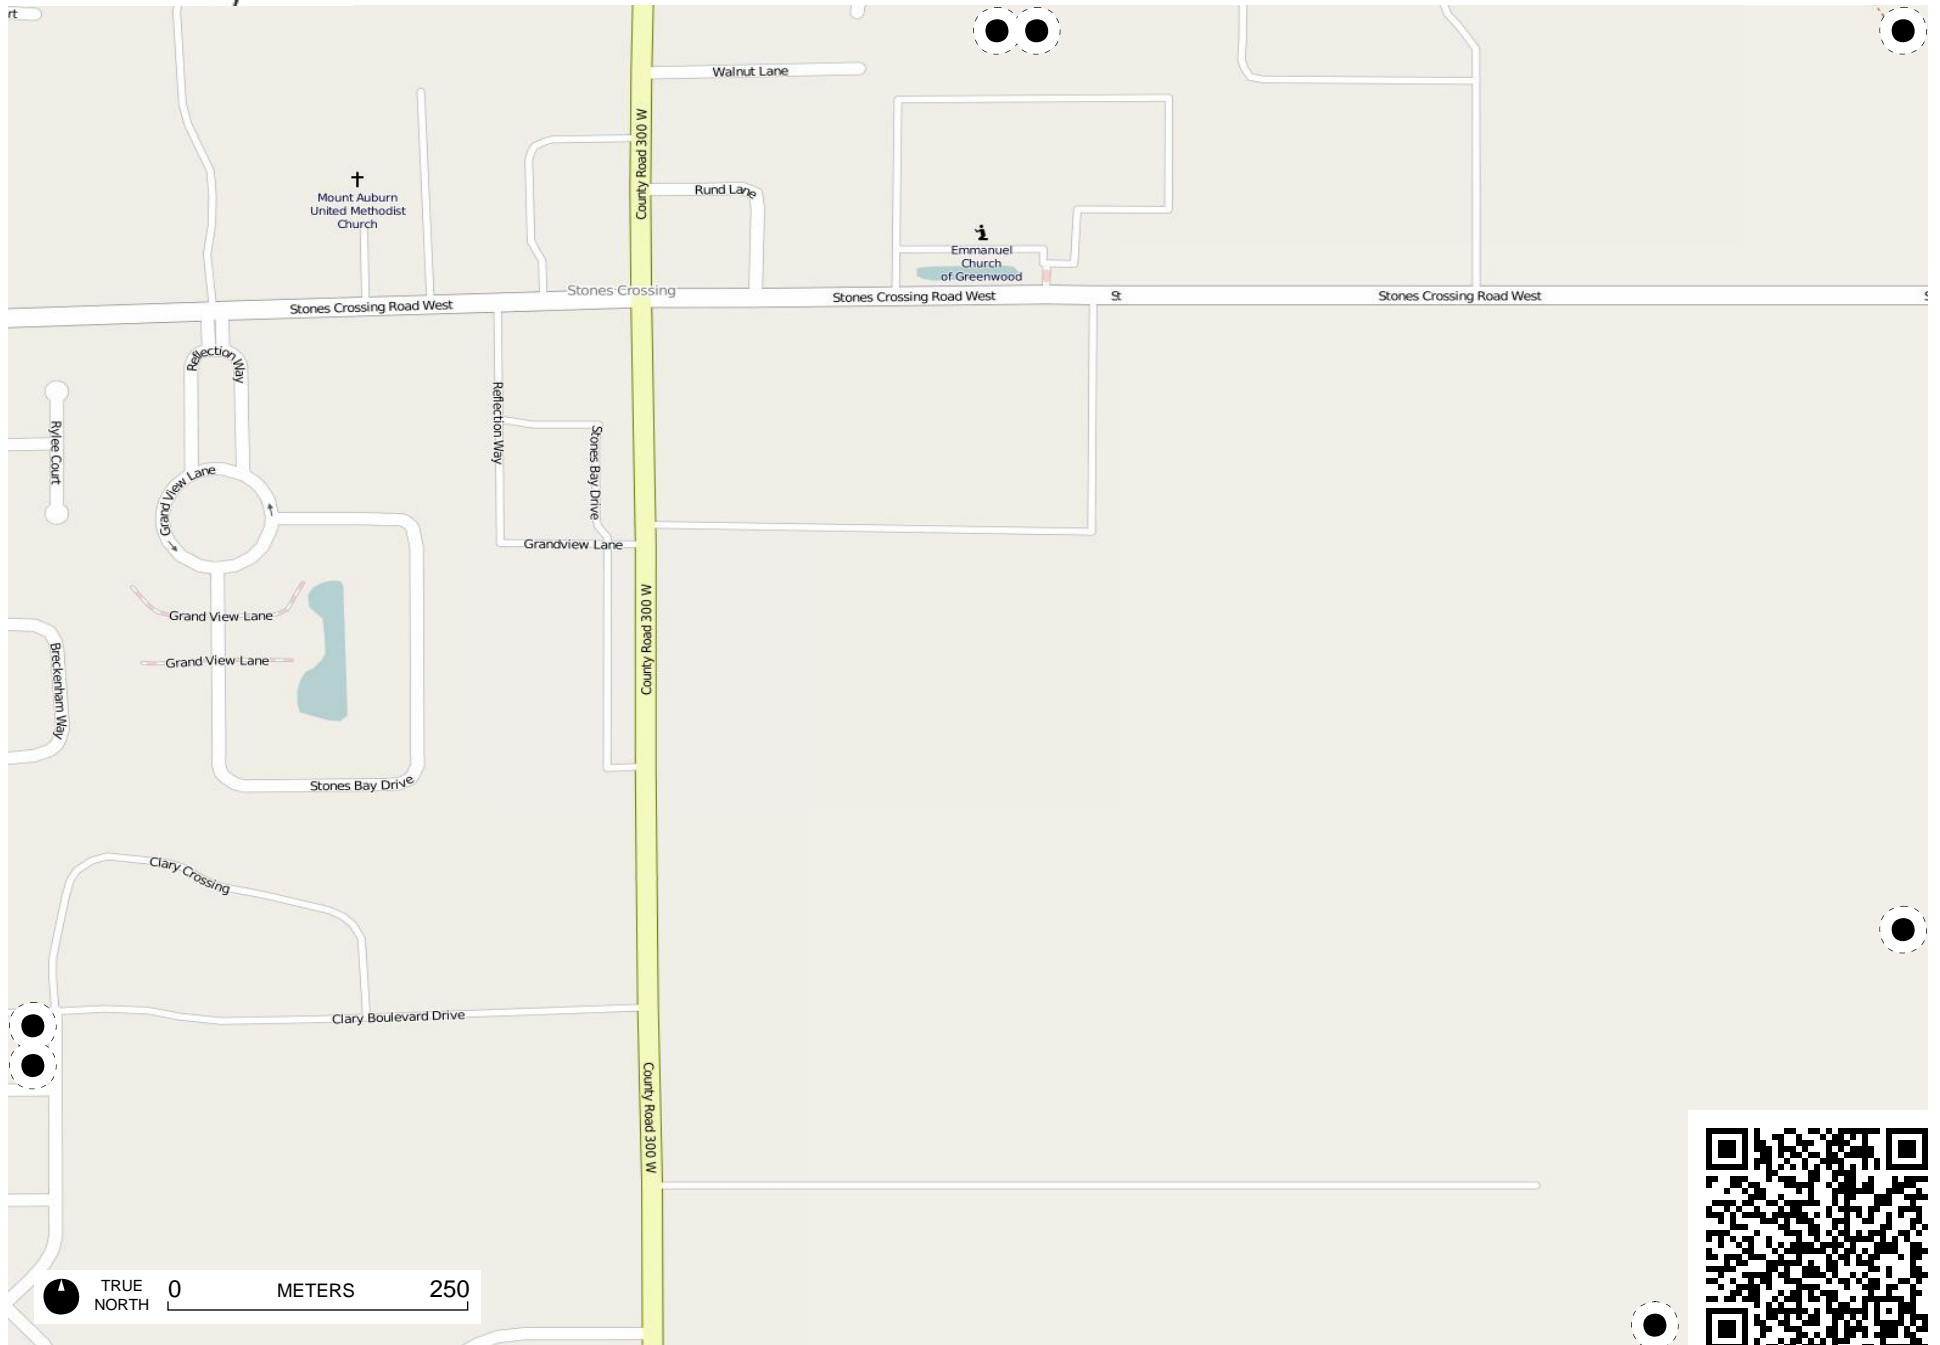 rt
Walnut Lane
County Road 300 W
Mount Auburn
United Methodist
Church
Rund Lane
Emmanuel
Church
of Greenwood
Stones Crossing
Stones Crossing Road West
Stones Crossing Road West
St
Stones Crossing Road West
S
Reflection Way
Reflection Way
Rylee Court
Stones Bay Drive
Grand View Lane
Grandview Lane
Grand View Lane
Grand View Lane
County Road 300 W
Breckenham Way
Stones Bay Drive
Clary Crossing
Clary Boulevard Drive
County Road 300 W
TRUE
NORTH
0 METERS 250